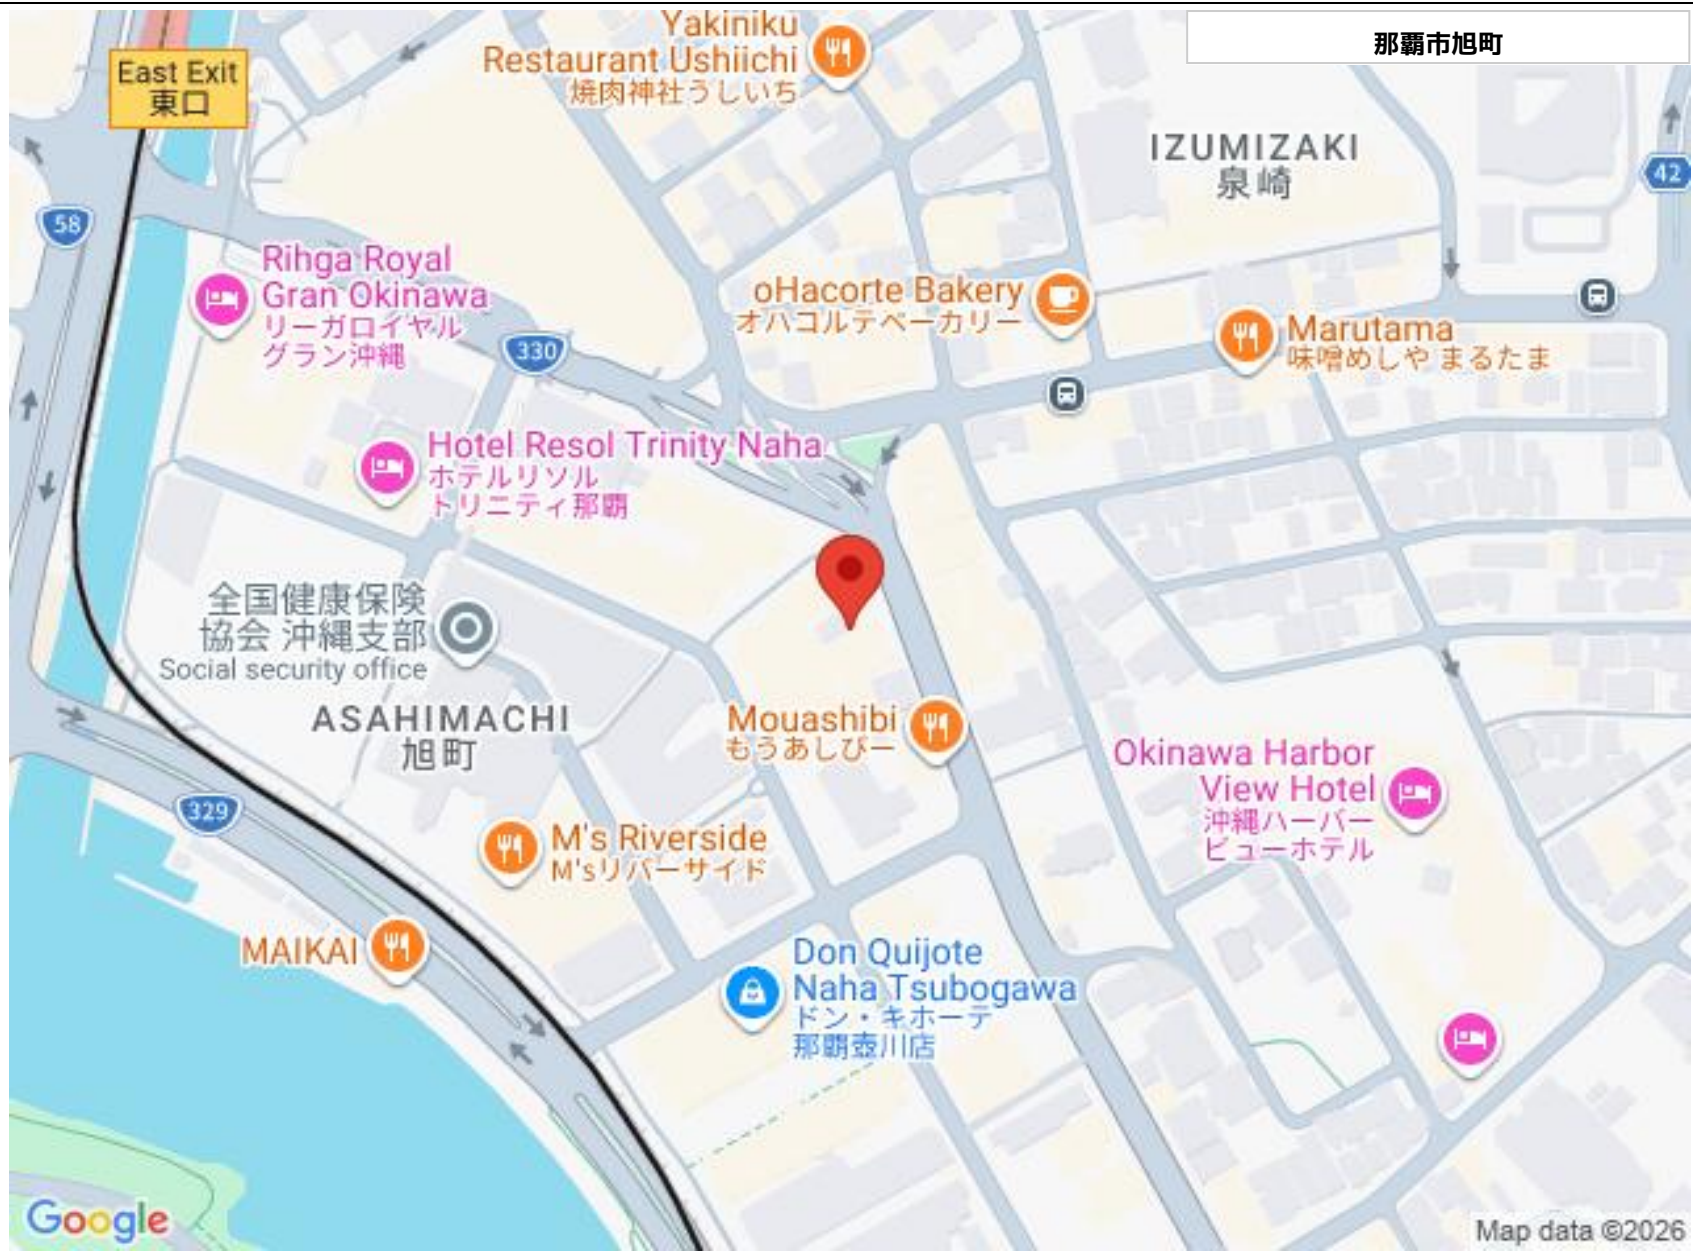 那覇市旭町
Yakiniku
Restaurant Ushiichi
焼肉神社うしいち
East Exit
東口
IZUMIZAKI
泉崎
42
58
Rihga Royal
Gran Okinawa
リーガロイヤル
グラン沖縄
oHacorte Bakery
オハコルテベーカリー
330
Marutama
味噌めしや まるたま
Hotel Resol Trinity Naha
ホテルリソル
トリニティ那覇
全国健康保険
協会 沖縄支部
Social security office
ASAHIMACHI
旭町
Mouashibi
もうあしびー
Okinawa Harbor
View Hotel
沖縄ハーバー
ビューホテル
329
M's Riverside
M'sリバーサイド
MAIKAI
Don Quijote
Naha Tsubogawa
ドン・キホーテ
那覇壺川店
Google
Map data ©2026